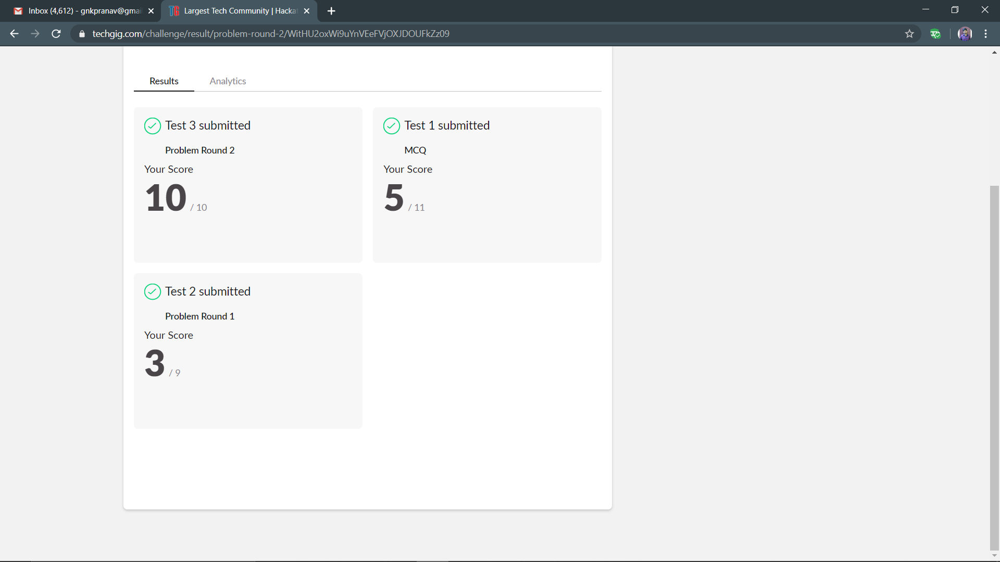 Inbox (4,612) - gnkpranav@gmai
Largest Tech Community | Hacka
techgig.com/challenge/result/problem-round-2/WitHU2oxWi9uYnVEeFVjOXJDOUFkZz09
Results Analytics
Test 3 submitted
Problem Round 2
Your Score
10 / 10
Test 1 submitted
MCQ
Your Score
5 / 11
Test 2 submitted
Problem Round 1
Your Score
3 / 9